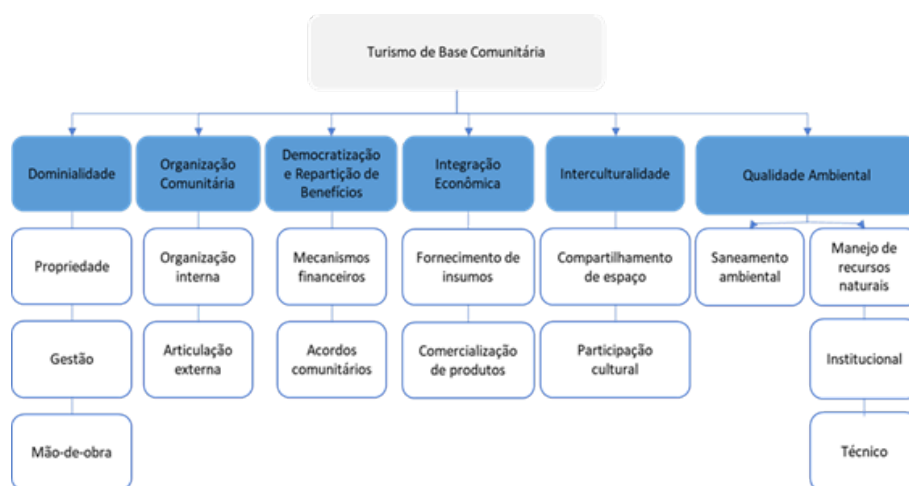 Turismo de Base Comunitária
Dominialidade
Organização
Comunitária
Democratização
e Repartição de
Benefícios
Integração
Econômica
Interculturalidade
Qualidade Ambiental
Propriedade
Organização
interna
Mecanismos
financeiros
Fornecimento de
insumos
Compartilhamento
de espaço
Saneamento
ambiental
Manejo de
recursos
naturais
Gestão
Articulação
externa
Acordos
comunitários
Comercialização
de produtos
Participação
cultural
Institucional
Mão-de-obra
Técnico